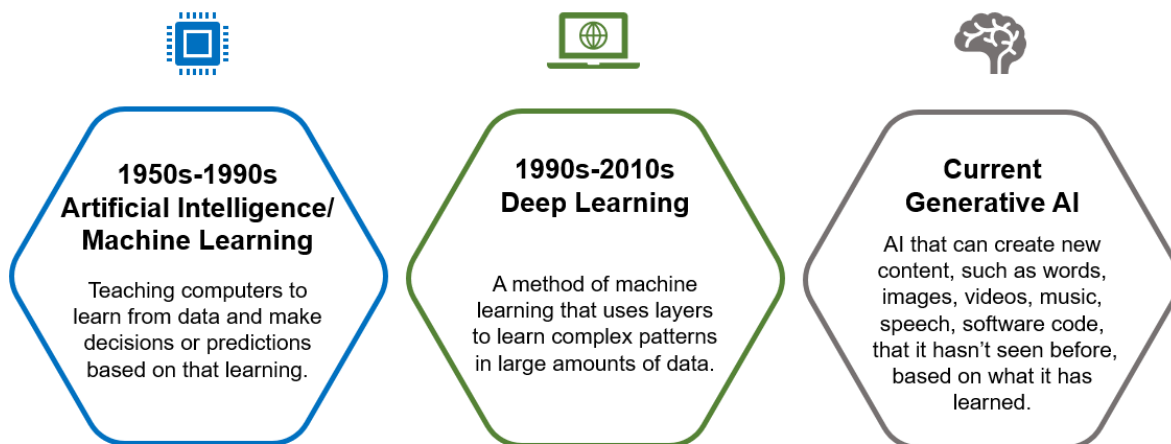 1950s-1990s
Artificial Intelligence/
Machine Learning
Teaching computers to
learn from data and make
decisions or predictions
based on that learning.
1990s-2010s
Deep Learning
A method of machine
learning that uses layers
to learn complex patterns
in large amounts of data.
Current
Generative AI
AI that can create new
content, such as words,
images, videos, music,
speech, software code,
that it hasn’t seen before,
based on what it has
learned.